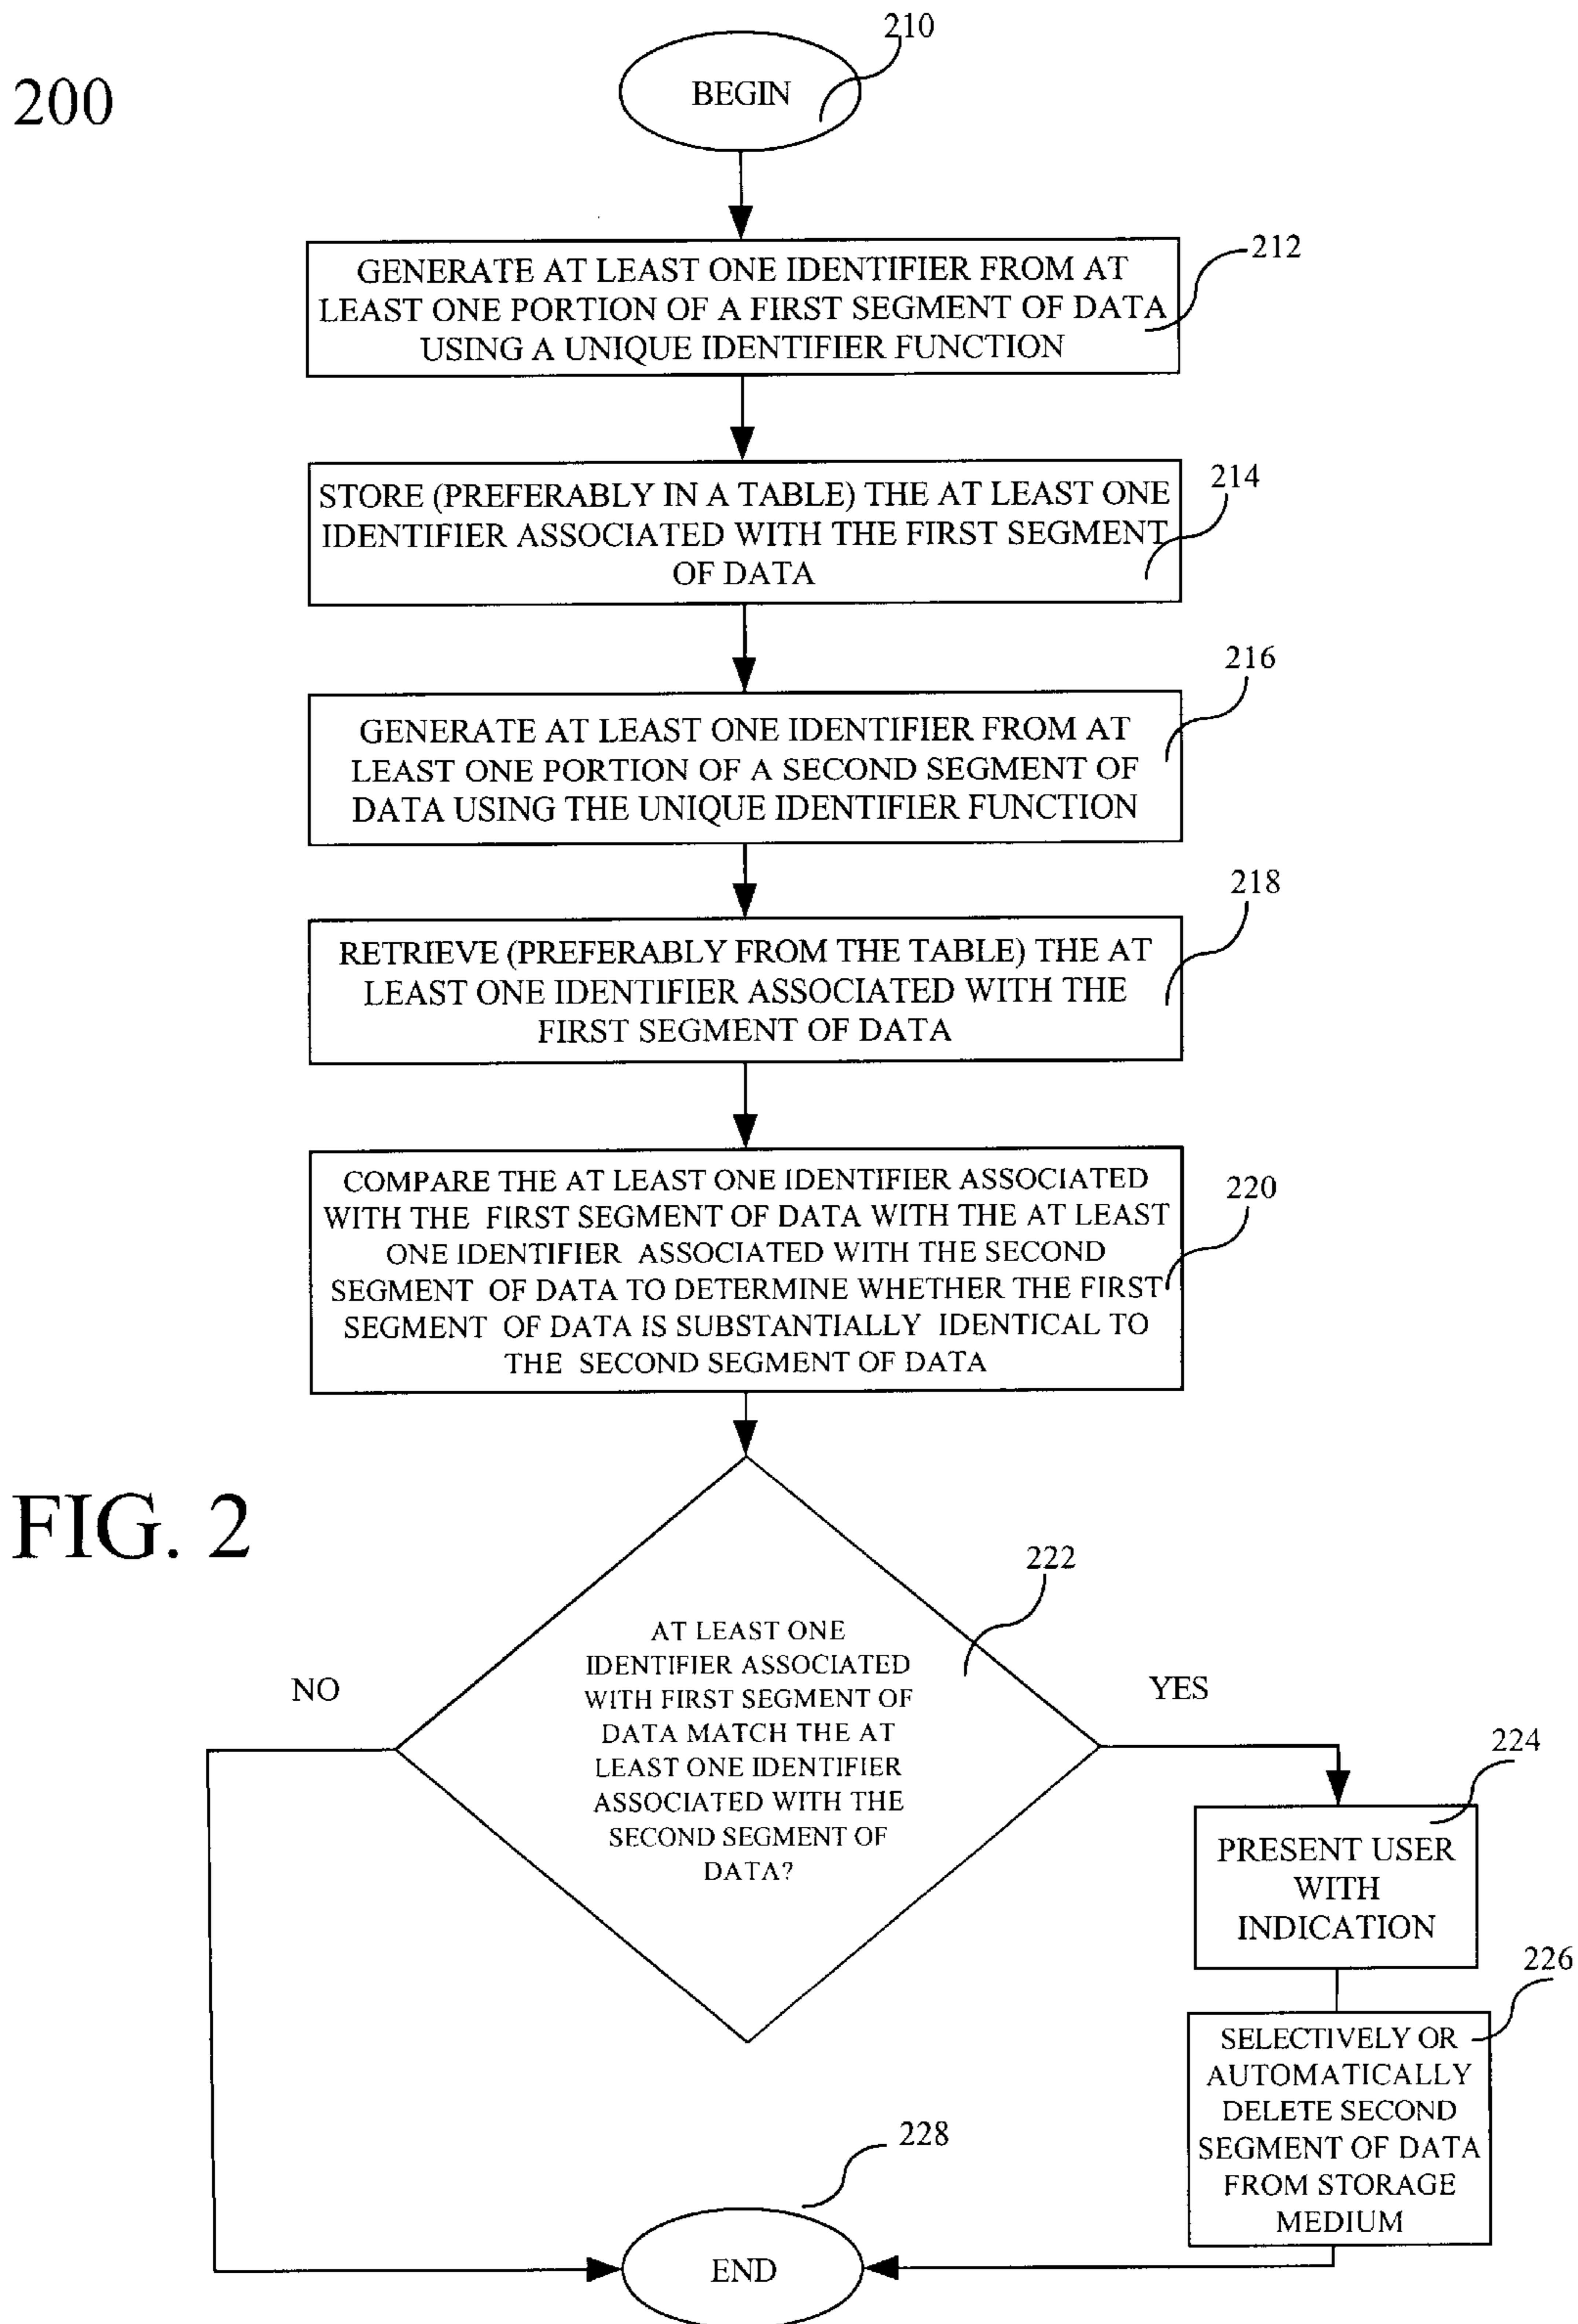 210
200
BEGIN
212
GENERATE AT LEAST ONE IDENTIFIER FROM AT
LEAST ONE PORTION OF A FIRST SEGMENT OF DATA
USING A UNIQUE IDENTIFIER FUNCTION
214
STORE (PREFERABLY IN A TABLE) THE AT LEAST ONE
IDENTIFIER ASSOCIATED WITH THE FIRST SEGMENT
OF DATA
216
GENERATE AT LEAST ONE IDENTIFIER FROM AT
LEAST ONE PORTION OF A SECOND SEGMENT OF
DATA USING THE UNIQUE IDENTIFIER FUNCTION
218
RETRIEVE (PREFERABLY FROM THE TABLE) THE AT
LEAST ONE IDENTIFIER ASSOCIATED WITH THE
FIRST SEGMENT OF DATA
220
COMPARE THE AT LEAST ONE IDENTIFIER ASSOCIATED
WITH THE FIRST SEGMENT OF DATA WITH THE AT LEAST
ONE IDENTIFIER ASSOCIATED WITH THE SECOND
SEGMENT OF DATA TO DETERMINE WHETHER THE FIRST
SEGMENT OF DATA IS SUBSTANTIALLY IDENTICAL TO
THE SECOND SEGMENT OF DATA
FIG. 2
222
AT LEAST ONE
IDENTIFIER ASSOCIATED
WITH FIRST SEGMENT OF
DATA MATCH THE AT
LEAST ONE IDENTIFIER
ASSOCIATED WITH THE
SECOND SEGMENT OF
DATA?
NO
YES
224
PRESENT USER
WITH
INDICATION
226
SELECTIVELY OR
AUTOMATICALLY
DELETE SECOND
SEGMENT OF DATA
FROM STORAGE
MEDIUM
228
END